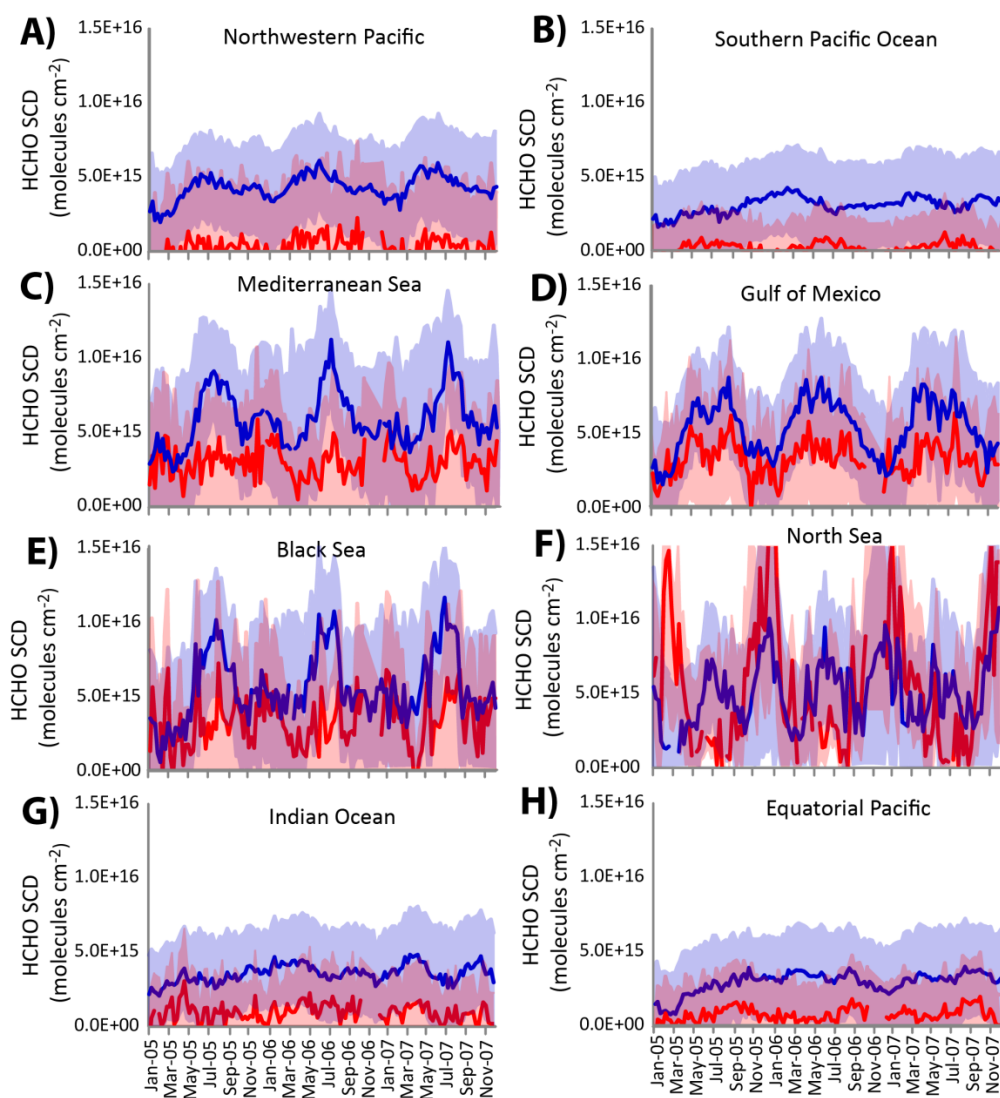 A)
Northwestern Pacific
HCHO SCD
(molecules cm-2)
1.5E+16
1.0E+16
5.0E+15
0.0E+00
B)
Southern Pacific Ocean
HCHO SCD
(molecules cm-2)
1.5E+16
1.0E+16
5.0E+15
0.0E+00
C)
Mediterranean Sea
HCHO SCD
(molecules cm-2)
1.5E+16
1.0E+16
5.0E+15
0.0E+00
D)
Gulf of Mexico
HCHO SCD
(molecules cm-2)
1.5E+16
1.0E+16
5.0E+15
0.0E+00
E)
Black Sea
HCHO SCD
(molecules cm-2)
1.5E+16
1.0E+16
5.0E+15
0.0E+00
F)
North Sea
HCHO SCD
(molecules cm-2)
1.5E+16
1.0E+16
5.0E+15
0.0E+00
G)
Indian Ocean
HCHO SCD
(molecules cm-2)
1.5E+16
1.0E+16
5.0E+15
0.0E+00
Jan-05
Mar-05
May-05
Jul-05
Sep-05
Nov-05
Jan-06
Mar-06
May-06
Jul-06
Sep-06
Nov-06
Jan-07
Mar-07
May-07
Jul-07
Sep-07
Nov-07
H)
Equatorial Pacific
HCHO SCD
(molecules cm-2)
1.5E+16
1.0E+16
5.0E+15
0.0E+00
Jan-05
Mar-05
May-05
Jul-05
Sep-05
Nov-05
Jan-06
Mar-06
May-06
Jul-06
Sep-06
Nov-06
Jan-07
Mar-07
May-07
Jul-07
Sep-07
Nov-07